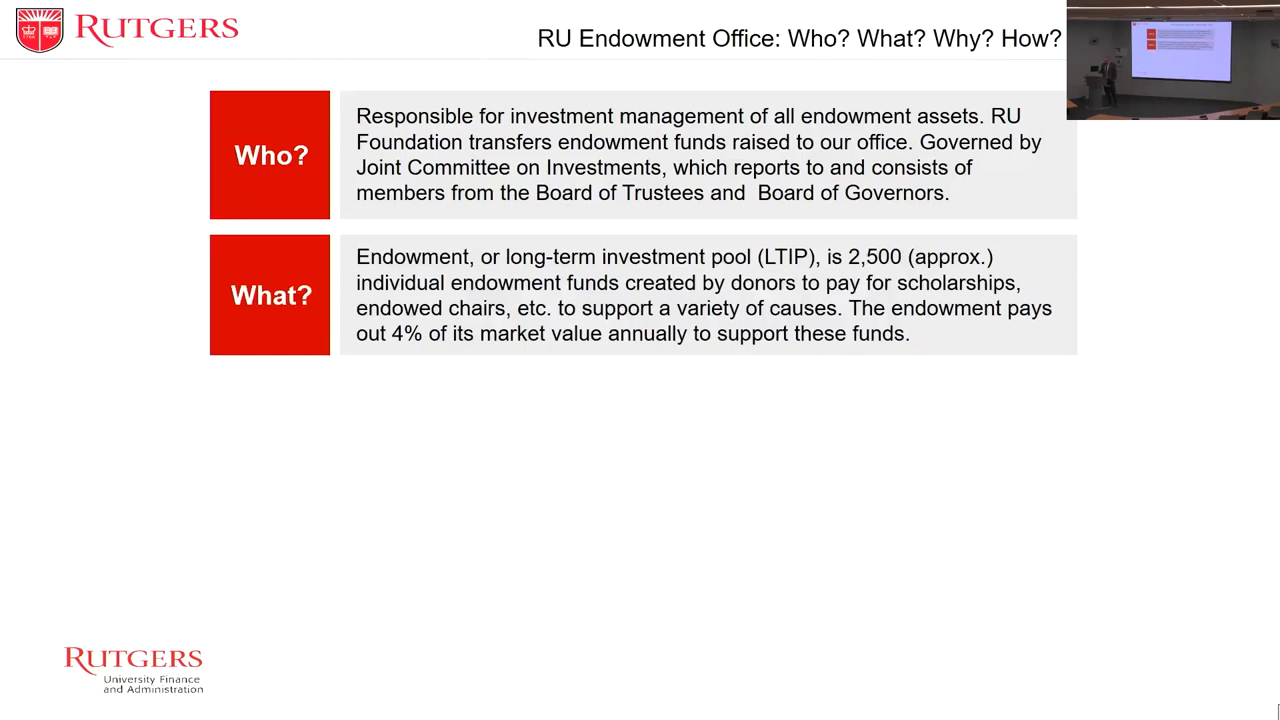 RUTGERS
RU Endowment Office: Who? What? Why? How?
Who?
Responsible for investment management of all endowment assets. RU
Foundation transfers endowment funds raised to our office. Governed by
Joint Committee on Investments, which reports to and consists of
members from the Board of Trustees and  Board of Governors.
What?
Endowment, or long-term investment pool (LTIP), is 2,500 (approx.)
individual endowment funds created by donors to pay for scholarships,
endowed chairs, etc. to support a variety of causes. The endowment pays
out 4% of its market value annually to support these funds.
RUTGERS
University Finance
and Administration